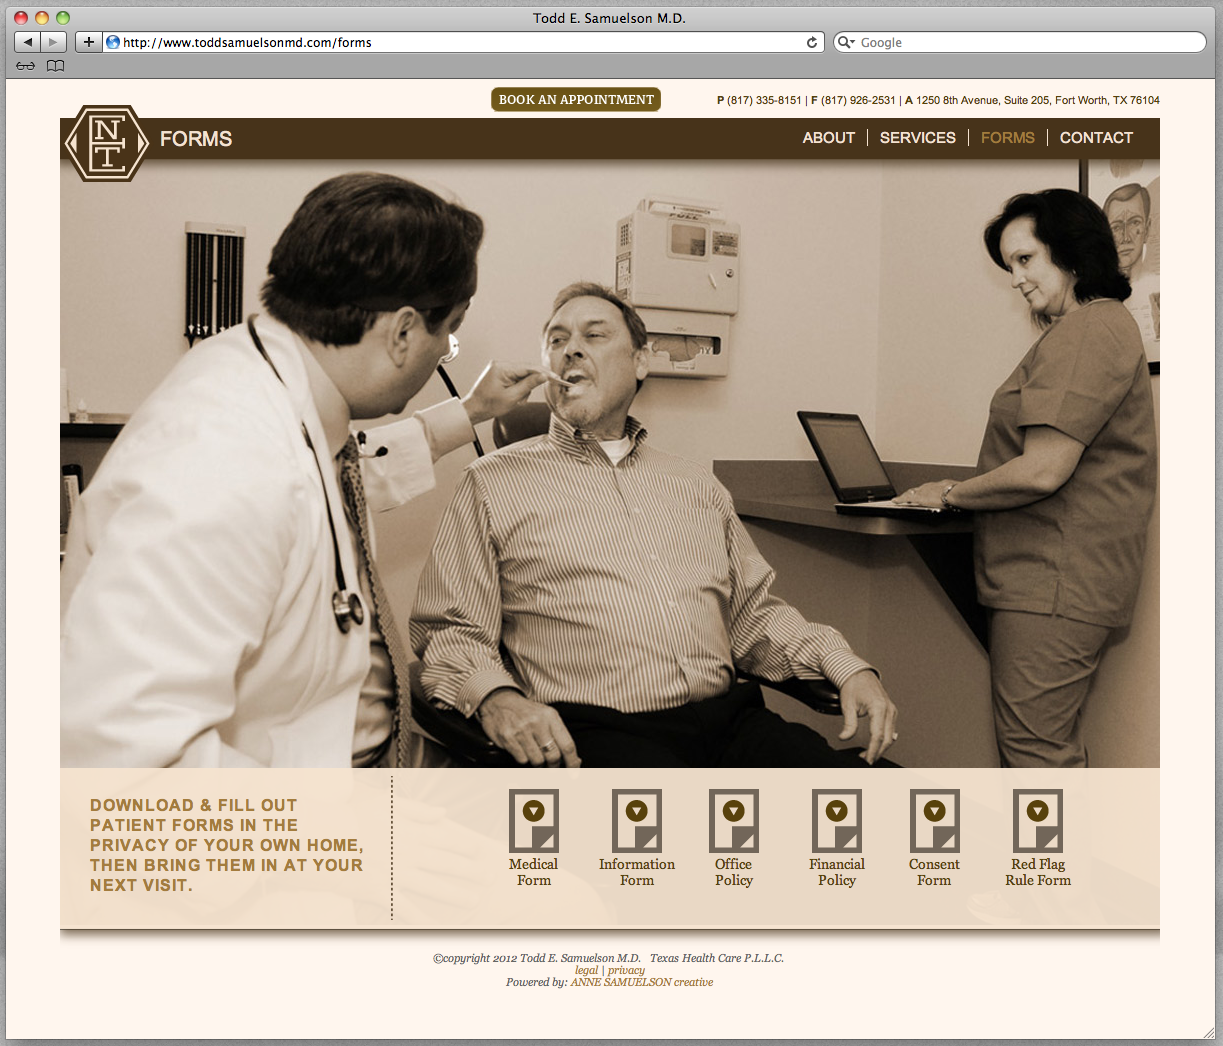 Todd E. Samuelson M.D.
http://www.toddsamuelsonmd.com/forms
Google
BOOK AN APPOINTMENT
P (817) 335-8151 | F (817) 926-2531 | A 1250 8th Avenue, Suite 205, Fort Worth, TX 76104
FORMS
ABOUT | SERVICES | FORMS | CONTACT
DOWNLOAD & FILL OUT
PATIENT FORMS IN THE
PRIVACY OF YOUR OWN HOME,
THEN BRING THEM IN AT YOUR
NEXT VISIT.
Medical
Form
Information
Form
Office
Policy
Financial
Policy
Consent
Form
Red Flag
Rule Form
©copyright 2012 Todd E. Samuelson M.D. Texas Health Care P.L.L.C.
legal | privacy
Powered by: ANNE SAMUELSON creative